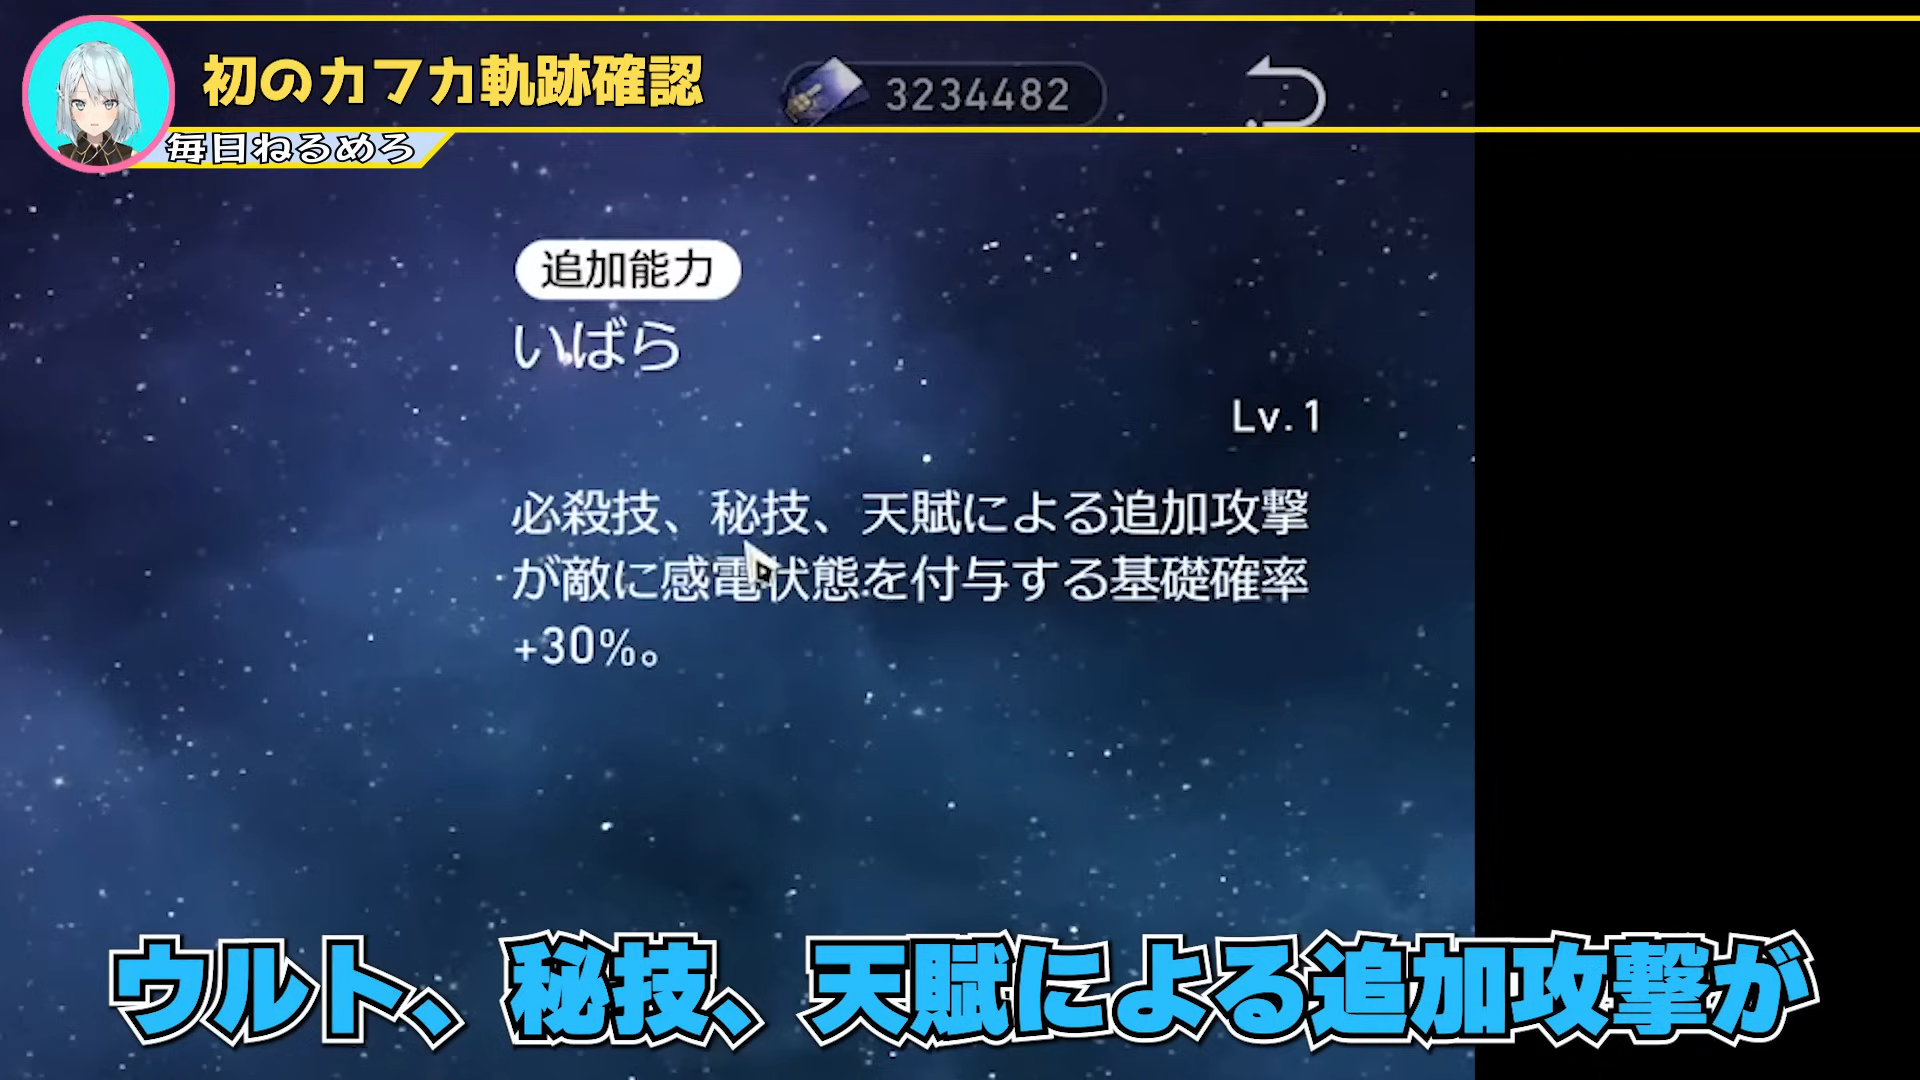 初のカフカ軌跡確認
3234482
毎日ねるめろ
追加能力
いばら
Lv.1
必殺技、秘技、天賦による追加攻撃
が敵に感電状態を付与する基礎確率
+30%。
ウルト、秘技、天賦による追加攻撃が